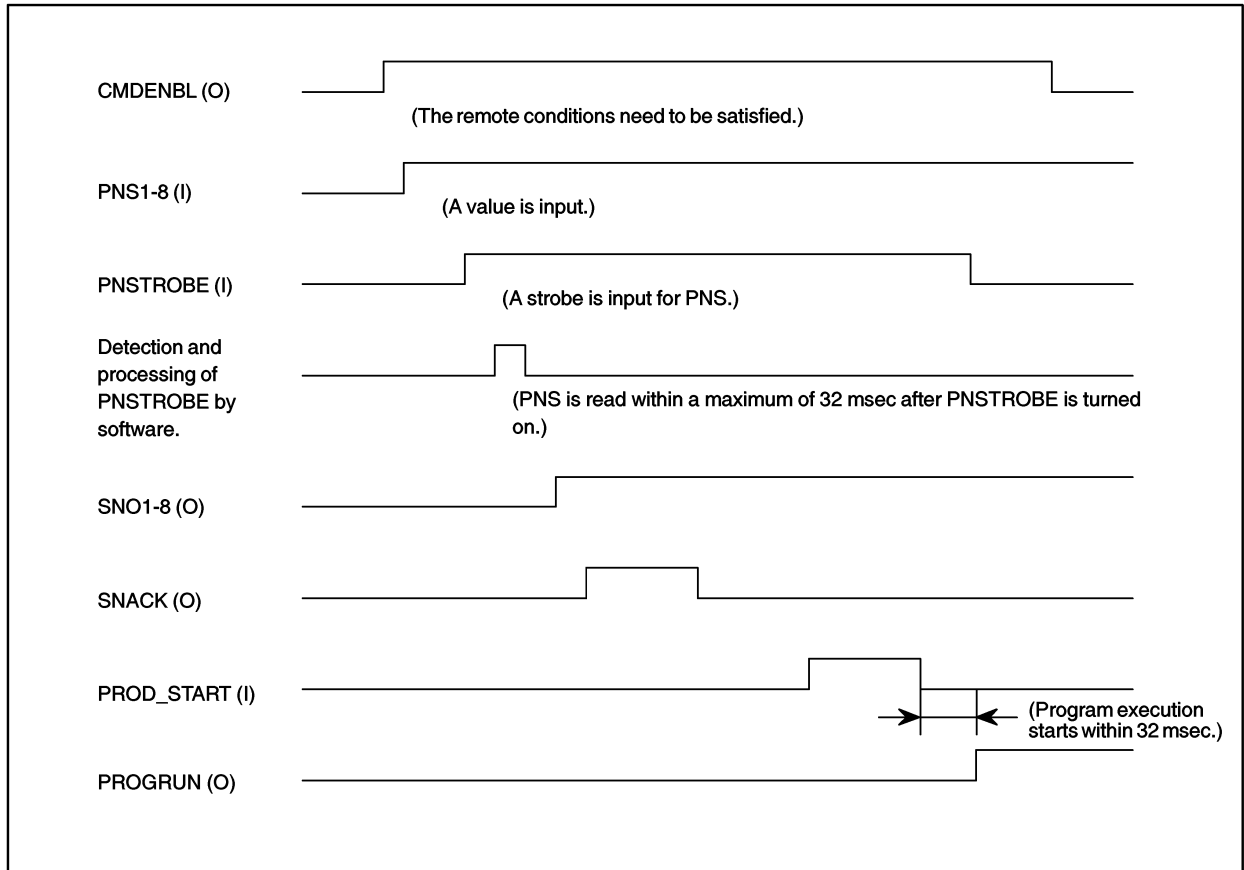 CMDENBL (O)
(The remote conditions need to be satisfied.)
PNS1-8 (I)
(A value is input.)
PNSTROBE (I)
(A strobe is input for PNS.)
Detection and
processing of
PNSTROBE by
software.
(PNS is read within a maximum of 32 msec after PNSTROBE is turned
on.)
SNO1-8 (O)
SNACK (O)
PROD_START (I)
(Program execution
starts within 32 msec.)
PROGRUN (O)